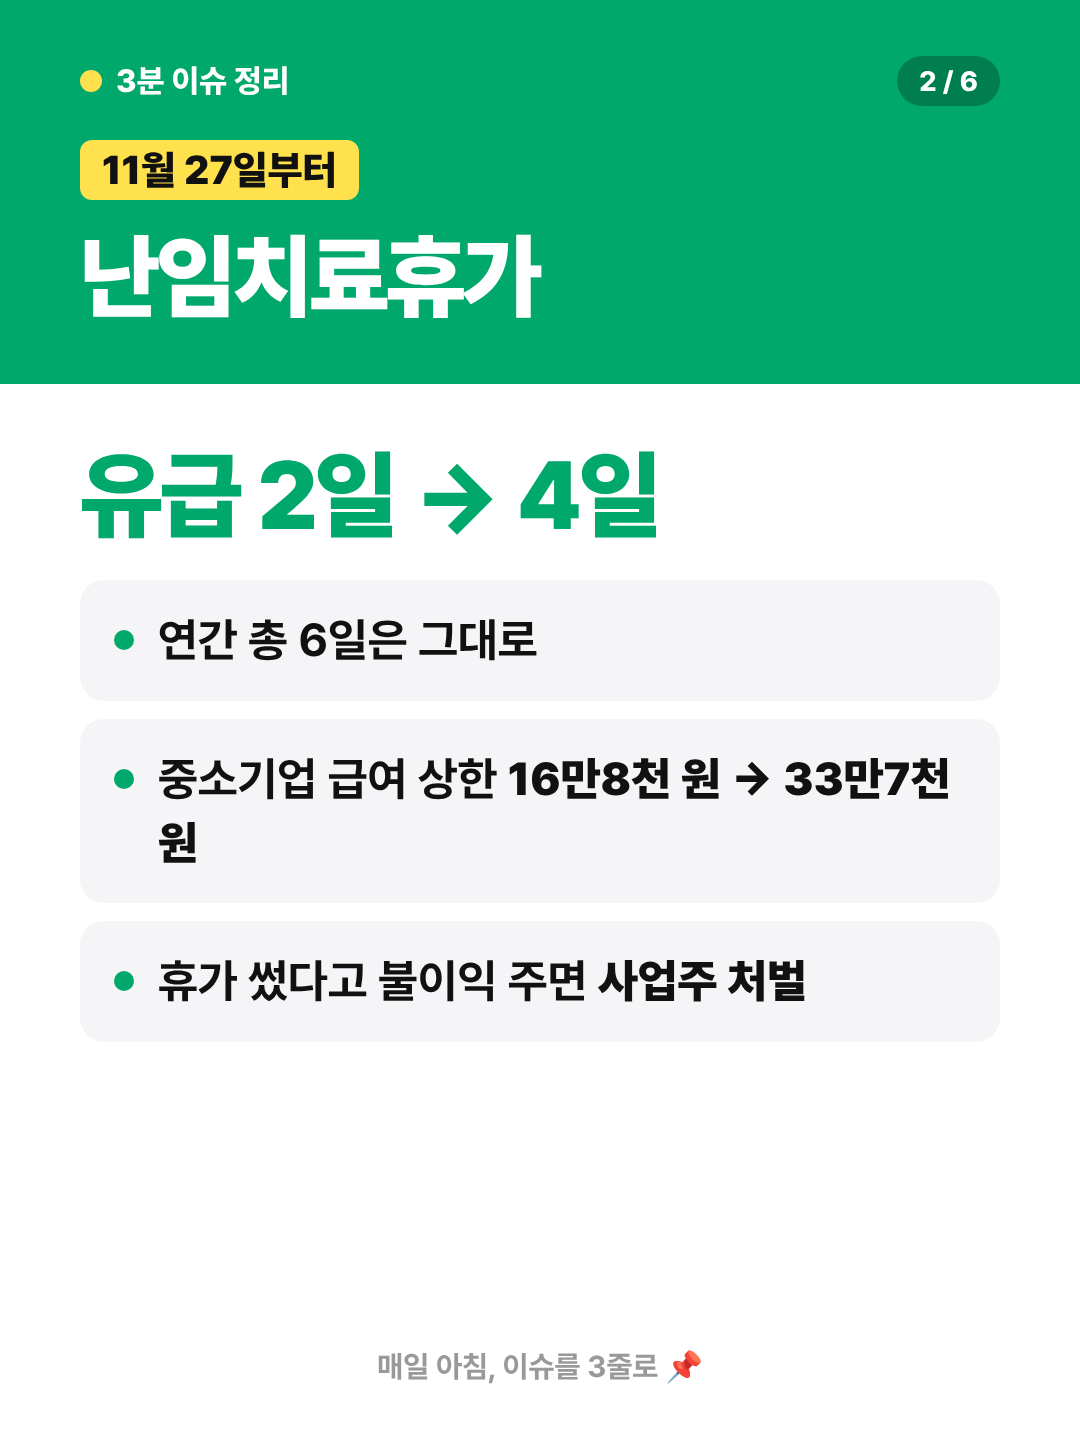 3분 이슈 정리
2 / 6
11월 27일부터
난임치료휴가
유급 2일 → 4일
연간 총 6일은 그대로
중소기업 급여 상한 16만8천 원 → 33만7천
원
휴가 썼다고 불이익 주면 사업주 처벌
매일 아침, 이슈를 3줄로 📌